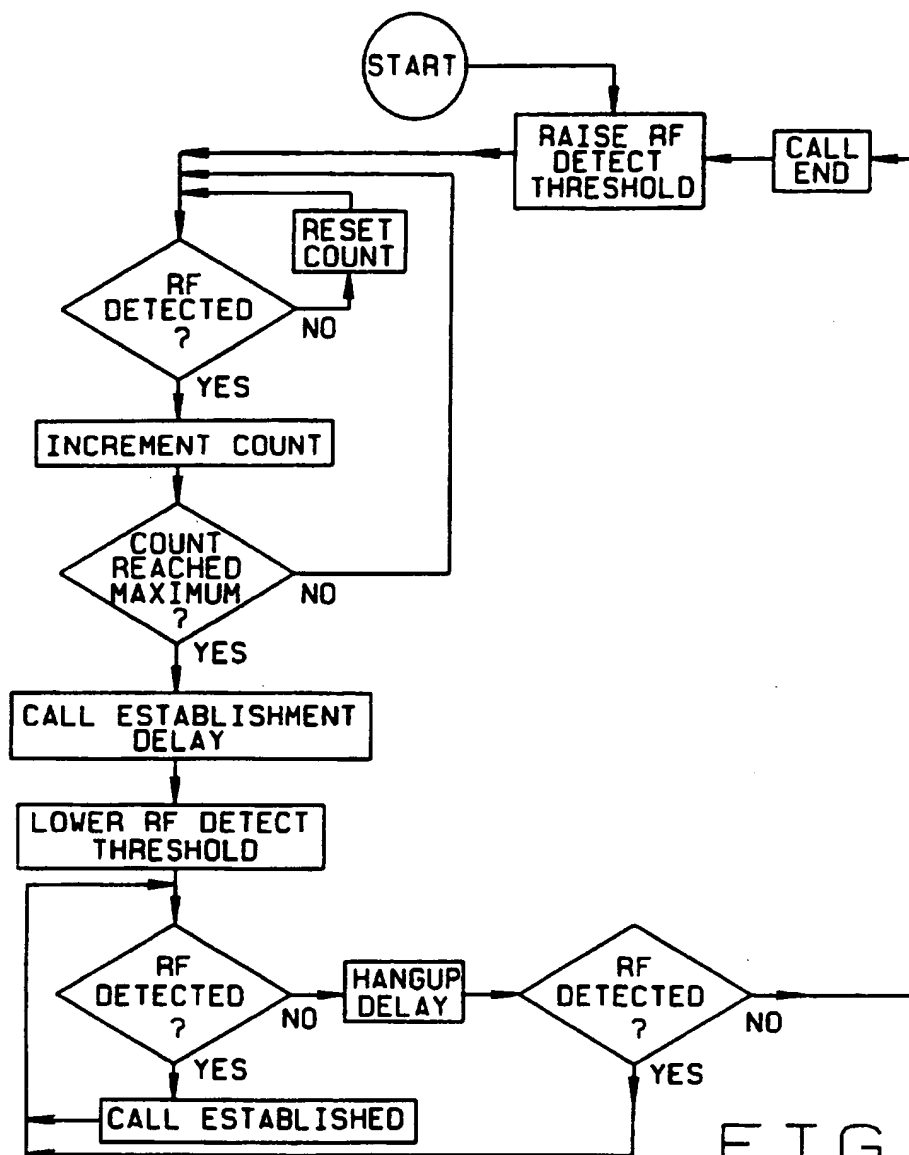 START
RAISE RF
DETECT
THRESHOLD
CALL
END
RESET
COUNT
RF
DETECTED
?
NO
YES
INCREMENT COUNT
COUNT
REACHED
MAXIMUM
?
NO
YES
CALL ESTABLISHMENT
DELAY
LOWER RF DETECT
THRESHOLD
RF
DETECTED
?
NO
HANGUP
DELAY
RF
DETECTED
?
NO
YES
YES
CALL ESTABLISHED
FIG